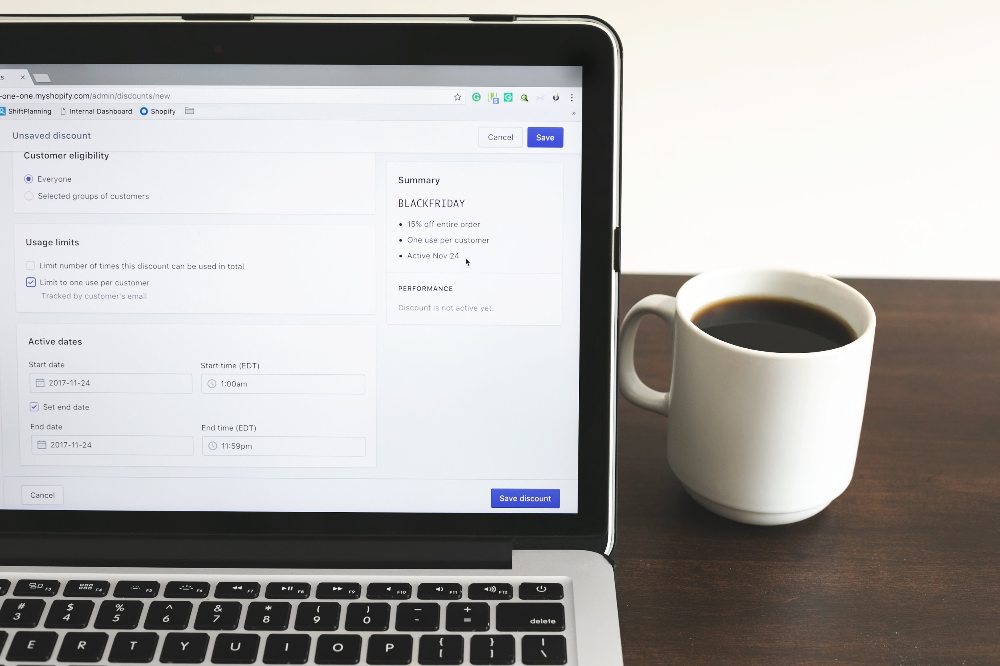 -one-one.myshopify.com/admin/discounts/new
ShiftPlanning Internal Dashboard Shopify »
Unsaved discount Cancel Save
Customer eligibility
Everyone
Selected groups of customers
Usage limits
Limit number of times this discount can be used in total
Limit to one use per customer
Tracked by customer's email
Active dates
Start date Start time (EDT)
2017-11-24 1:00am
Set end date
End date End time (EDT)
2017-11-24 11:59pm
Summary
BLACKFRIDAY
• 15% off entire order
• One use per customer
• Active Nov 24
PERFORMANCE
Discount is not active yet.
Cancel Save discount
F3 F4 F5 F6 F7 F8 F9 F10 F11 F12
# $ % ^ & * ( ) — +
3 4 5 6 7 8 9 0 - = delete
E R T Y U I O P { [ } ] | \